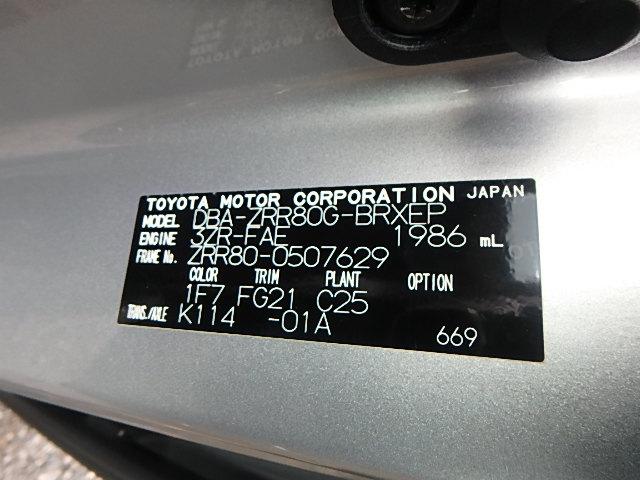 TOYOTA MOTOR CORPORATION JAPAN
MODEL DBA-ZRR80G-BRXEP
ENGINE 3ZR-FAE 1986 mL
FRAME No. ZRR80-0507629
COLOR TRIM PLANT OPTION
1F7 FG21 C25
TRANS./AXLE K114 -01A
669